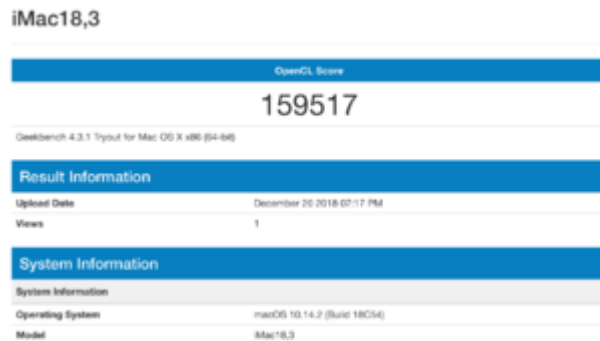 iMac18,3
OpenCL Score
159517
Geekbench 4.3.1 Tryout for Mac OS X x86 (64-bit)
Result Information
Upload Date December 20 2018 07:17 PM
Views 1
System Information
System Information
Operating System macOS 10.14.2 (Build 18C54)
Model iMac18,3